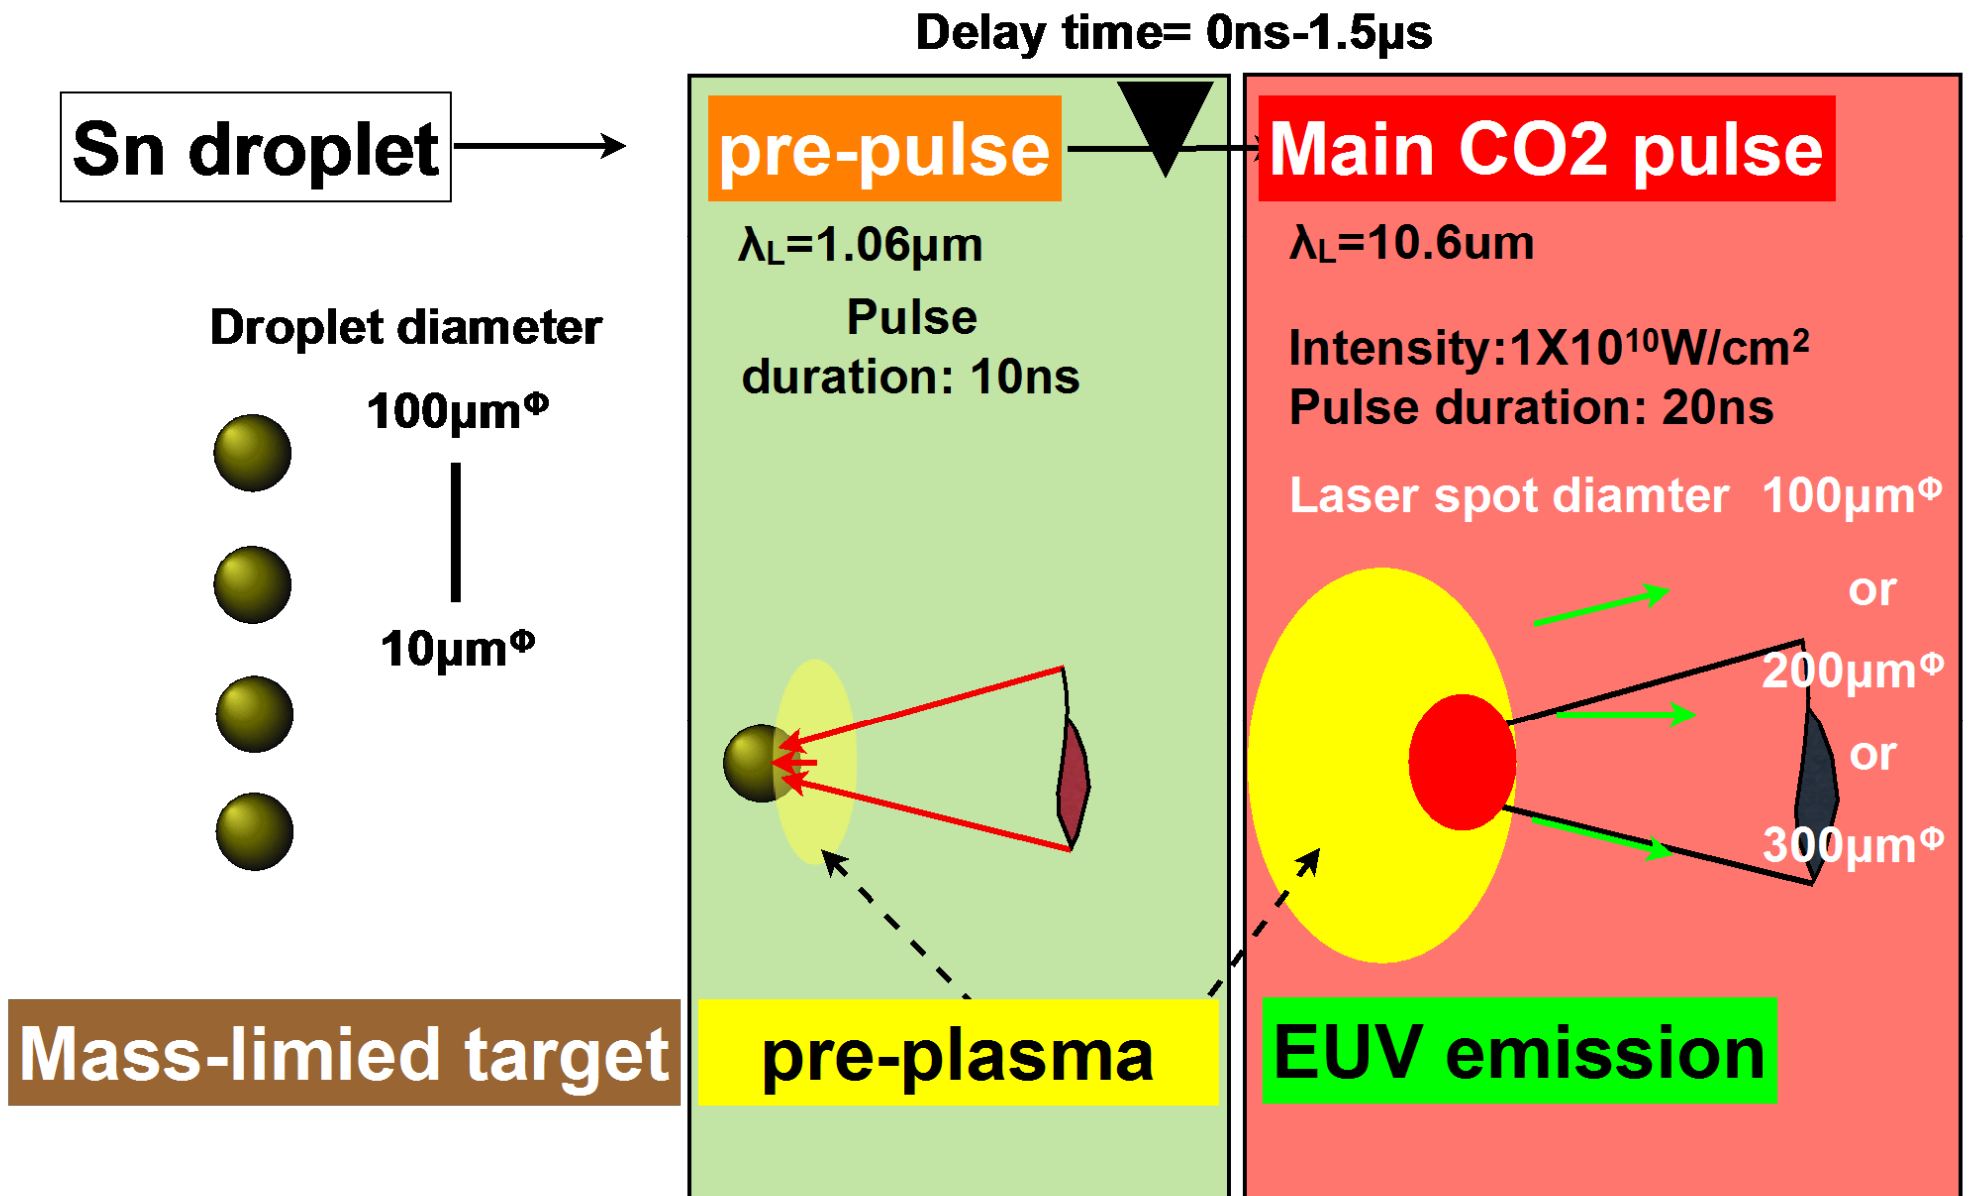 Delay time= 0ns-1.5µs
Sn droplet
pre-pulse
Main CO2 pulse
λL=1.06µm
Pulse
duration: 10ns
λL=10.6um
Intensity:1X10¹⁰W/cm²
Pulse duration: 20ns
Droplet diameter
100µmΦ
10µmΦ
Laser spot diamter 100µmΦ
or
200µmΦ
or
300µmΦ
Mass-limied target
pre-plasma
EUV emission